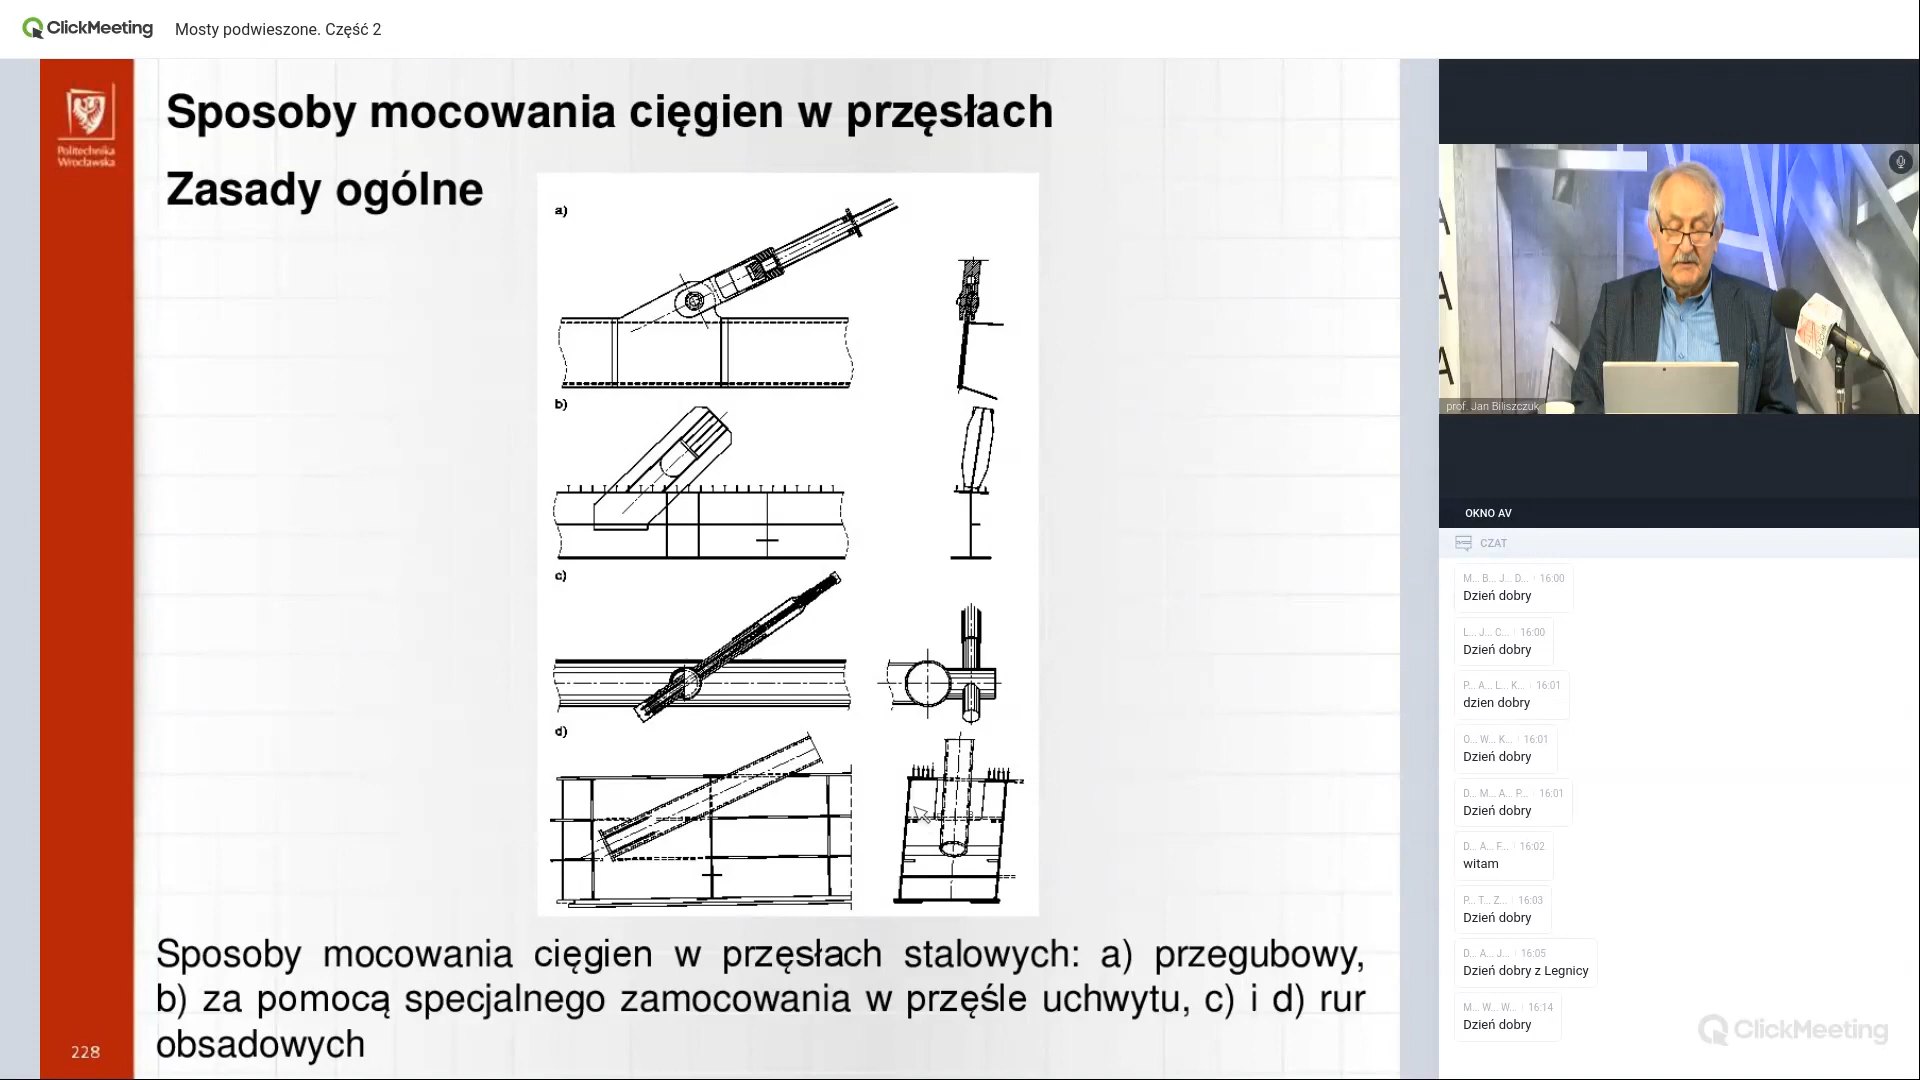 ClickMeeting
Mosty podwieszone. Część 2
Politechnika
Wrocławska
Sposoby mocowania cięgien w przęsłach
Zasady ogólne
a)
b)
c)
d)
Sposoby mocowania cięgien w przęsłach stalowych: a) przegubowy,
b) za pomocą specjalnego zamocowania w przęśle uchwytu, c) i d) rur
obsadowych
228
prof. Jan Biliszczuk
OKNO AV
CZAT
M... B... J... D... 16:00
Dzień dobry
L... J... C... 16:00
Dzień dobry
P... A... L... K... 16:01
dzien dobry
O... W... K... 16:01
Dzień dobry
D... M... A... P... 16:01
Dzień dobry
D... A... F... 16:02
witam
P... T... Z... 16:03
Dzień dobry
D... A... J... 16:05
Dzień dobry z Legnicy
M... W... W... 16:14
Dzień dobry
ClickMeeting